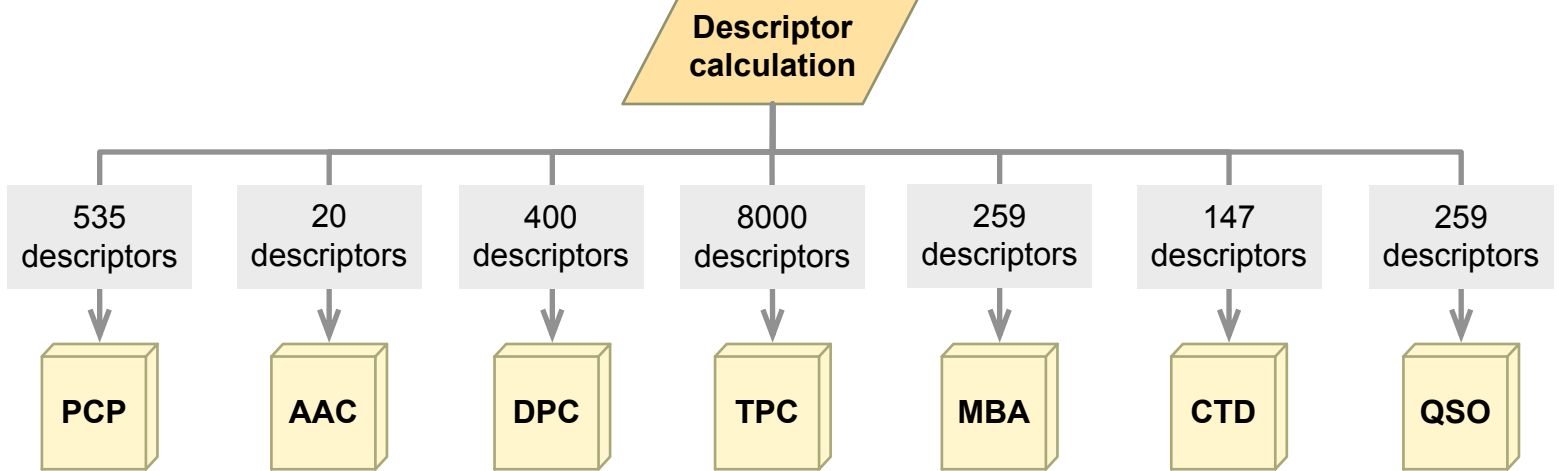 Descriptor
calculation
535
descriptors
20
descriptors
400
descriptors
8000
descriptors
259
descriptors
147
descriptors
259
descriptors
PCP
AAC
DPC
TPC
MBA
CTD
QSO